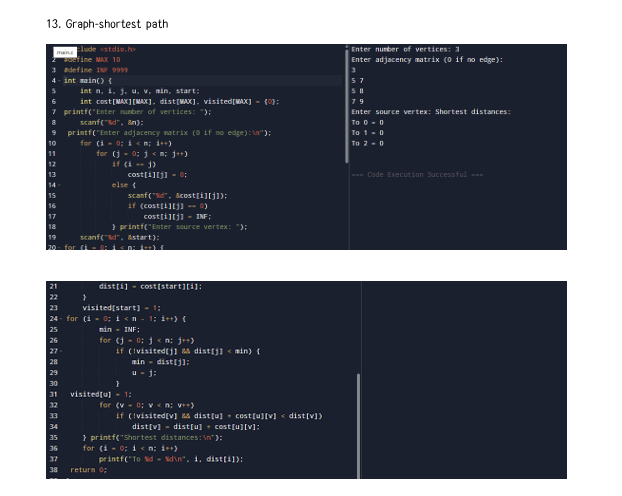 13. Graph-shortest path
main.c
clude <stdio.h>
2 #define MAX 10
3 #define INF 9999
4 - int main() {
5 int n, i, j, u, v, min, start;
6 int cost[MAX][MAX], dist[MAX], visited[MAX] = {0};
7 printf("Enter number of vertices: ");
8 scanf("%d", &n);
9 printf("Enter adjacency matrix (0 if no edge):\n");
10 for (i = 0; i < n; i++)
11 for (j = 0; j < n; j++)
12 if (i == j)
13 cost[i][j] = 0;
14 - else {
15 scanf("%d", &cost[i][j]);
16 if (cost[i][j] == 0)
17 cost[i][j] = INF;
18 } printf("Enter source vertex: ");
19 scanf("%d", &start);
20 - for (i = 0; i < n; i++) {
Enter number of vertices: 3
Enter adjacency matrix (0 if no edge):
3
5 7
5 8
7 9
Enter source vertex: Shortest distances:
To 0 = 0
To 1 = 0
To 2 = 0
=== Code Execution Successful ===
21 dist[i] = cost[start][i];
22 }
23 visited[start] = 1;
24 - for (i = 0; i < n - 1; i++) {
25 min = INF;
26 for (j = 0; j < n; j++)
27 - if (!visited[j] && dist[j] < min) {
28 min = dist[j];
29 u = j;
30 }
31 visited[u] = 1;
32 for (v = 0; v < n; v++)
33 if (!visited[v] && dist[u] + cost[u][v] < dist[v])
34 dist[v] = dist[u] + cost[u][v];
35 } printf("Shortest distances:\n");
36 for (i = 0; i < n; i++)
37 printf("To %d = %d\n", i, dist[i]);
38 return 0;